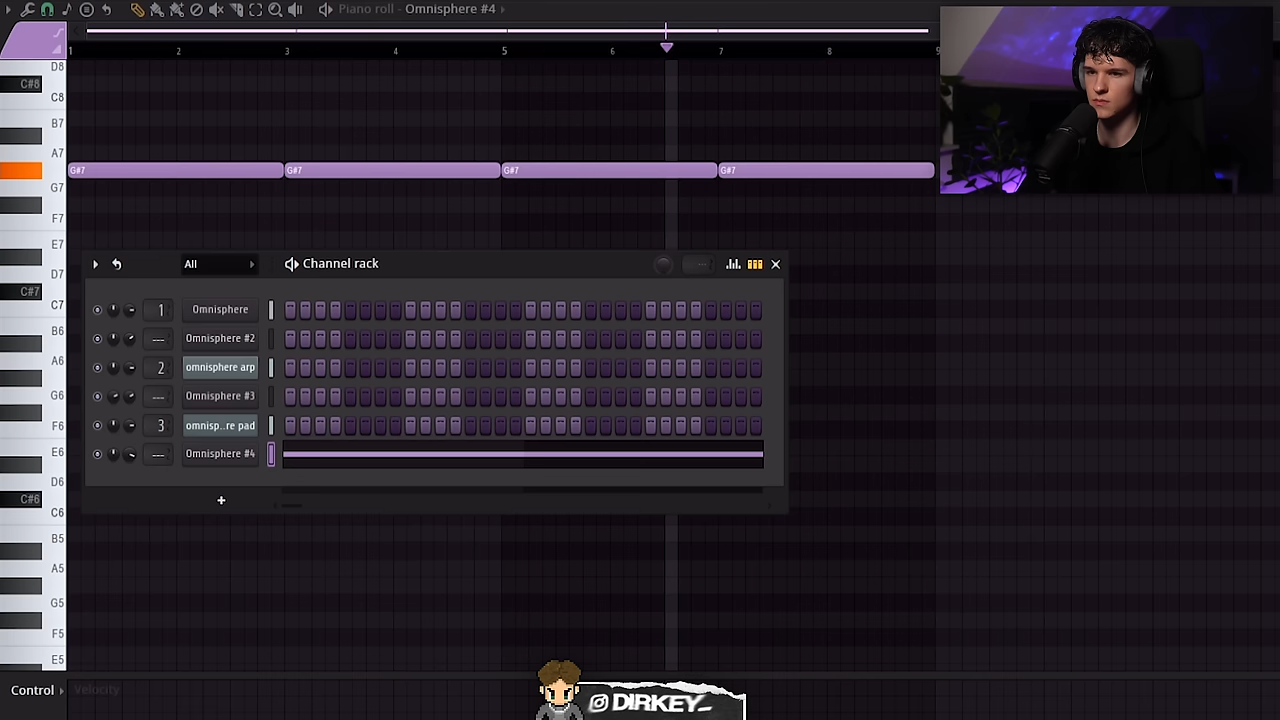 Piano roll - Omnisphere #4
1 2 3 4 5 6 7 8 9
D8
C#8
C8
B7
A7
G#7 G#7 G#7 G#7
G7
F7
E7
D7
C#7
C7
B6
A6
G6
F6
E6
D6
C#6
C6
B5
A5
G5
F5
E5
All
Channel rack
1 Omnisphere
--- Omnisphere #2
2 omnisphere arp
--- Omnisphere #3
3 omnisp..re pad
--- Omnisphere #4
+
Control
Velocity
DIRKEY_